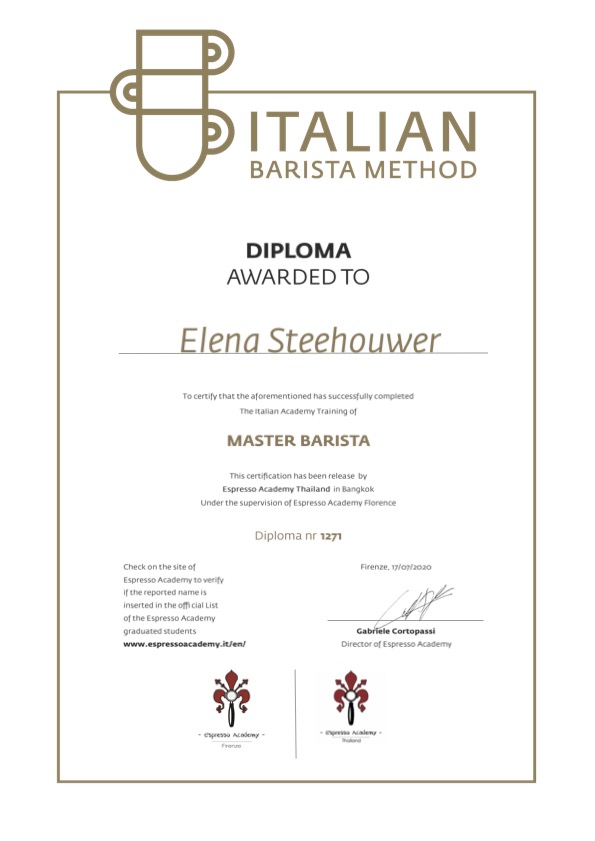 ITALIAN
BARISTA METHOD
DIPLOMA
AWARDED TO
Elena Steehouwer
To certify that the aforementioned has successfully completed
The Italian Academy Training of
MASTER BARISTA
This certification has been release by
Espresso Academy Thailand in Bangkok
Under the supervision of Espresso Academy Florence
Diploma nr 1271
Check on the site of
Espresso Academy to verify
if the reported name is
inserted in the official List
of the Espresso Academy
graduated students
www.espressoacademy.it/en/
Firenze, 17/07/2020
Gabriele Cortopassi
Director of Espresso Academy
- Espresso Academy -
Firenze
- Espresso Academy -
Thailand